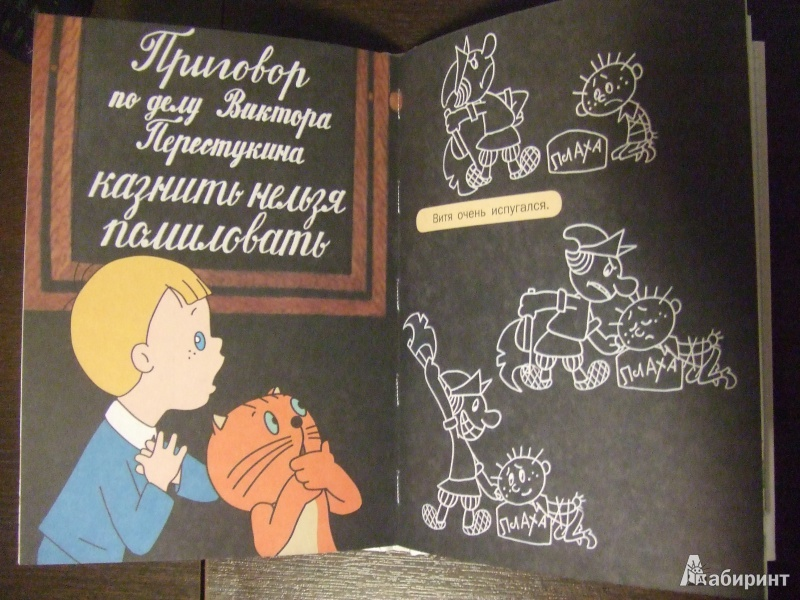 Приговор
по делу Виктора
Перестукина
казнить нельзя
помиловать
ПлАХА
Витя очень испугался.
ПлАХА
ПлАХА
Лабиринт